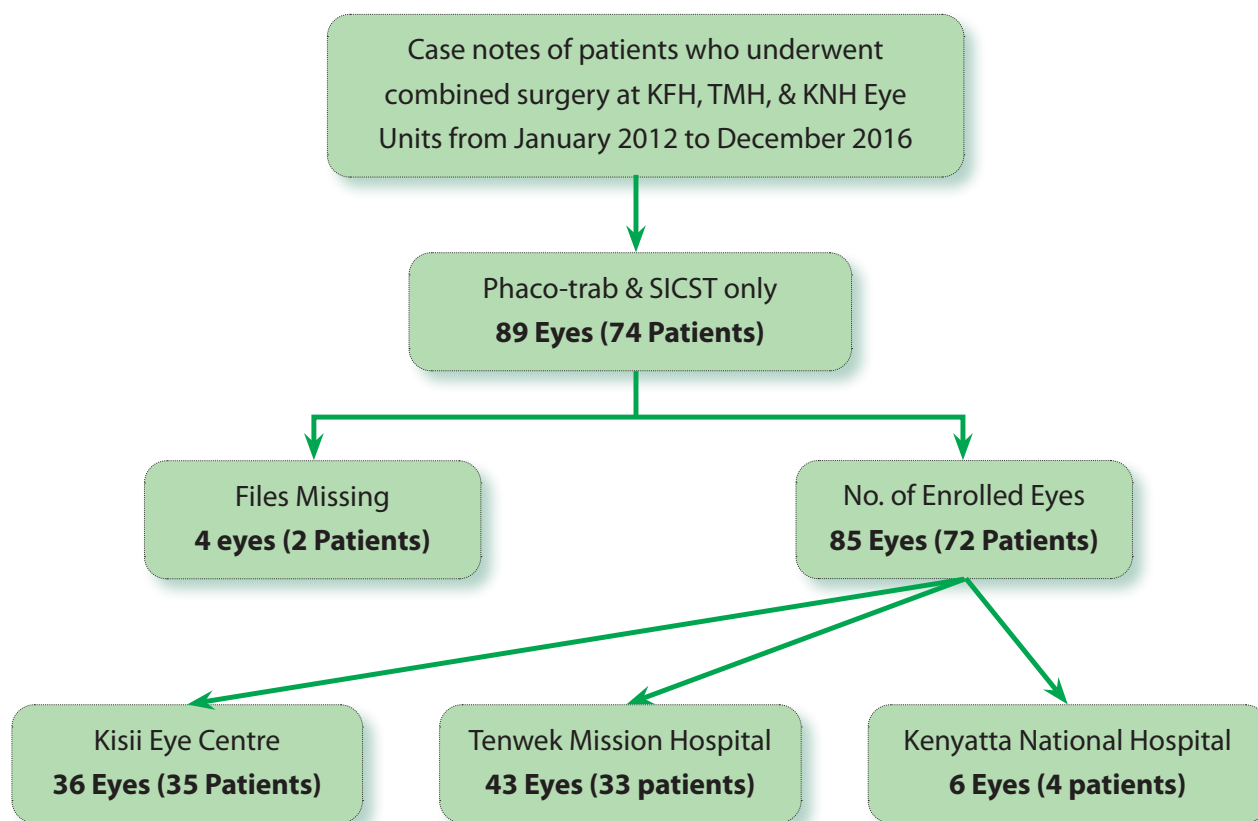 Case notes of patients who underwent
combined surgery at KFH, TMH, & KNH Eye
Units from January 2012 to December 2016
Phaco-trab & SICST only
89 Eyes (74 Patients)
Files Missing
4 eyes (2 Patients)
No. of Enrolled Eyes
85 Eyes (72 Patients)
Kisii Eye Centre
36 Eyes (35 Patients)
Tenwek Mission Hospital
43 Eyes (33 patients)
Kenyatta National Hospital
6 Eyes (4 patients)